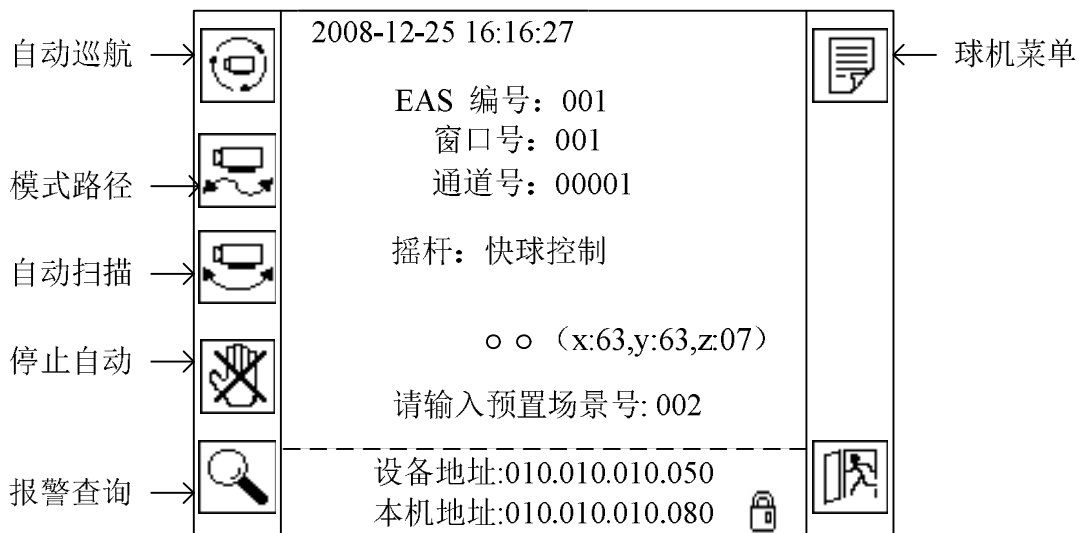 2008-12-25 16:16:27
自动巡航
球机菜单
EAS 编号：001
窗口号：001
模式路径
通道号：00001
摇杆：快球控制
自动扫描
（x:63,y:63,z:07）
停止自动
请输入预置场景号: 002
设备地址:010.010.010.050
报警查询
本机地址:010.010.010.080